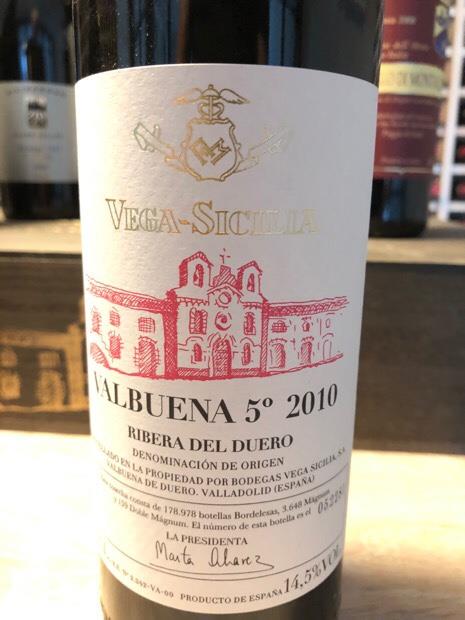 VEGA-SICILIA
VALBUENA 5º 2010
RIBERA DEL DUERO
DENOMINACIÓN DE ORIGEN
EN LA PROPIEDAD POR BODEGAS VEGA SICILIA, S.A.
VALBUENA DE DUERO. VALLADOLID (ESPAÑA)
cosecha consta de 178.978 botellas Bordelesas, 3.648 Mágnum
y 199 Doble Mágnum. El número de esta botella es el
LA PRESIDENTA
Marta Alvarez
PRODUCTO DE ESPAÑA 14,5% VOL.